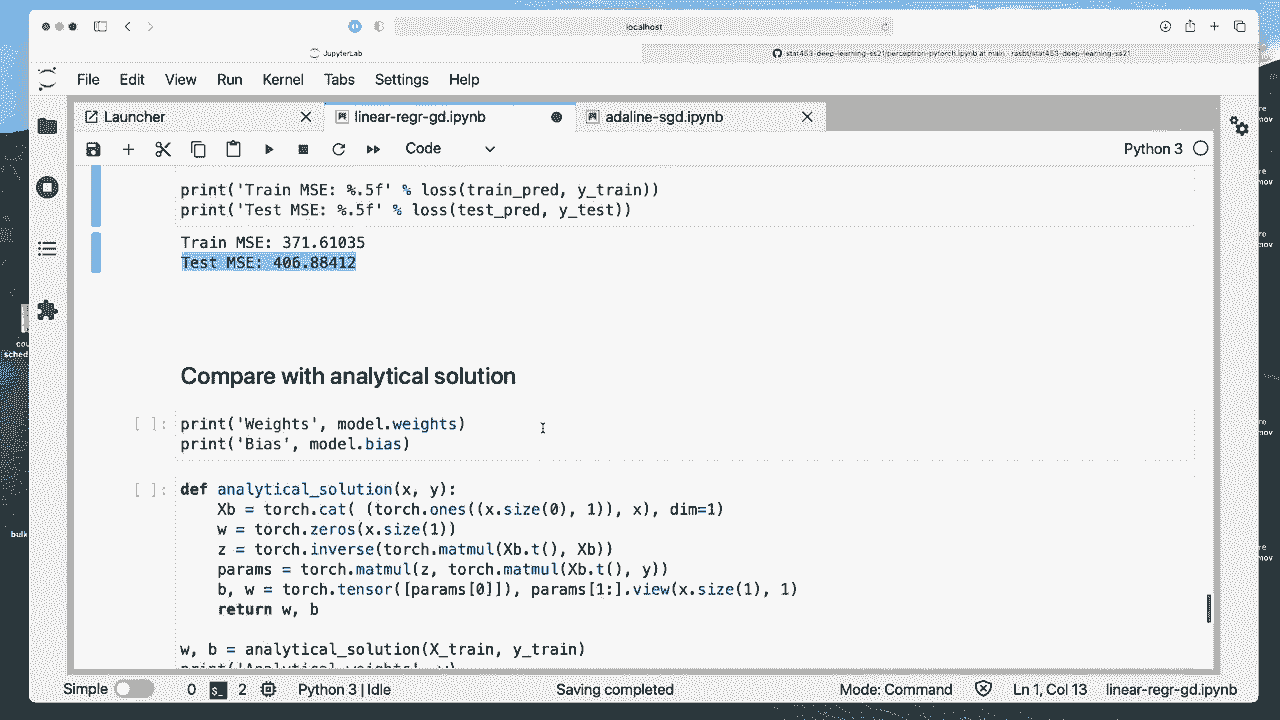 localhost
JupyterLab
stat453-deep-learning-ss21/perceptron-pytorch.ipynb at main · rasbt/stat453-deep-learning-ss21
File Edit View Run Kernel Tabs Settings Help
Launcher
linear-regr-gd.ipynb
adaline-sgd.ipynb
Code
Python 3
print('Train MSE: %.5f' % loss(train_pred, y_train))
print('Test MSE: %.5f' % loss(test_pred, y_test))
Train MSE: 371.61035
Test MSE: 406.88412
Compare with analytical solution
[ ]: print('Weights', model.weights)
print('Bias', model.bias)
[ ]: def analytical_solution(x, y):
Xb = torch.cat( (torch.ones((x.size(0), 1)), x), dim=1)
w = torch.zeros(x.size(1))
z = torch.inverse(torch.matmul(Xb.t(), Xb))
params = torch.matmul(z, torch.matmul(Xb.t(), y))
b, w = torch.tensor([params[0]]), params[1:].view(x.size(1), 1)
return w, b
w, b = analytical_solution(X_train, y_train)
print('Analytical weights', w)
Simple 0 2 Python 3 | Idle Saving completed Mode: Command Ln 1, Col 13 linear-regr-gd.ipynb